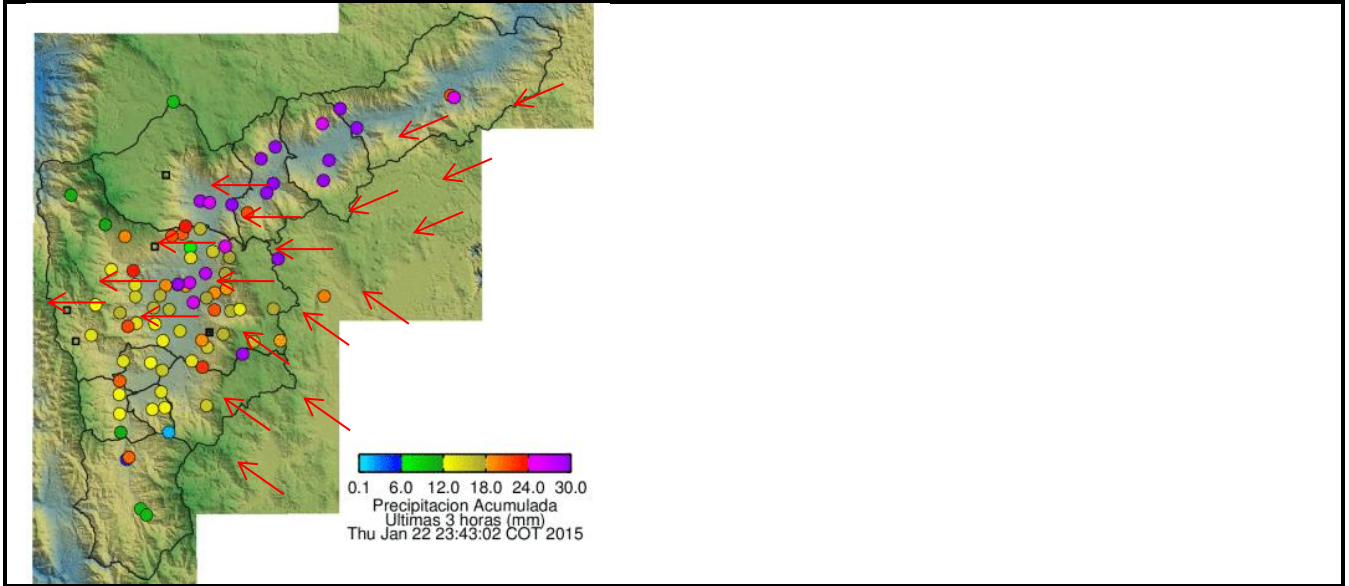 0.1 6.0 12.0 18.0 24.0 30.0
Precipitacion Acumulada
Ultimas 3 horas (mm)
Thu Jan 22 23:43:02 COT 2015